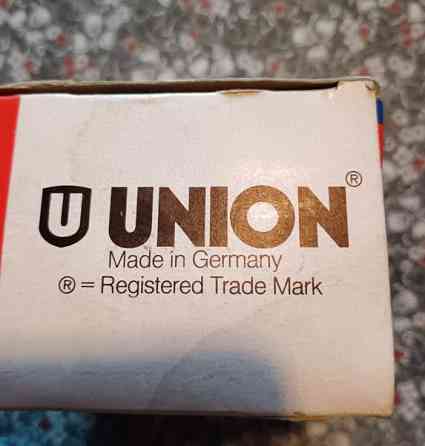 U UNION®
Made in Germany
® = Registered Trade Mark